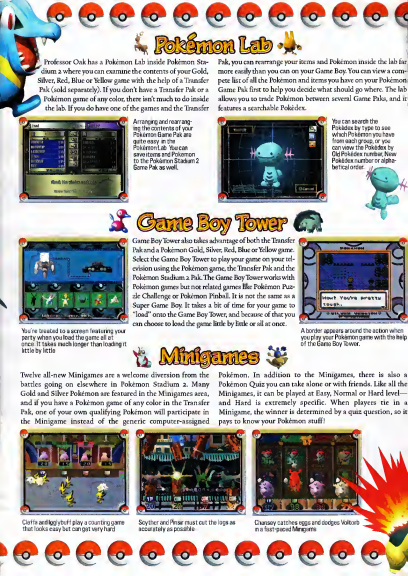 Pokémon Lab
Professor Oak has a Pokémon Lab inside Pokémon Sta-
dium 2 where you can examine the contents of your Gold,
Silver, Red, Blue or Yellow game with the help of a Transfer
Pak (sold separately). If you don't have a Transfer Pak or a
Pokémon game of any color, there isn't much to do inside
the lab. If you do have one of the games and the Transfer
Pak, you can rearrange your items and Pokémon inside the lab far
more easily than you can on your Game Boy. You can view a com-
plete list of all the Pokémon and items you have on your Pokémon
Game Pak first to help you decide what should go where. The lab
allows you to trade Pokémon between several Game Paks, and it
features a searchable Pokédex.
Arranging and rearrang-
ing the contents of your
Pokémon Game Pak are
quite easy in the
Pokémon Lab. You can
save items and Pokémon
to the Pokémon Stadium 2
Game Pak as well.
You can search the
Pokédex by type to see
which Pokémon you have
from each group, or you
can view the Pokédex by
Old Pokédex number, New
Pokédex number or alpha-
betical order.
Game Boy Tower
Game Boy Tower also takes advantage of both the Transfer
Pak and a Pokémon Gold, Silver, Red, Blue or Yellow game.
Select the Game Boy Tower to play your game on your tel-
evision using the Pokémon game, the Transfer Pak and the
Pokémon Stadium 2 Pak. The Game Boy Tower works with
Pokémon games but not related games like Pokémon Puz-
zle Challenge or Pokémon Pinball. It is not the same as a
Super Game Boy. It takes a bit of time for your game to
"load" onto the Game Boy Tower, and because of that you
can choose to load the game little by little or all at once.
You're treated to a screen featuring your
party when you load the game all at
once. It takes much longer than loading it
little by little
How? You're pretty
tough.
A border appears around the action when
you play your Pokémon game with the help
of the Game Boy Tower.
Minigames
Twelve all-new Minigames are a welcome diversion from the
battles going on elsewhere in Pokémon Stadium 2. Many
Gold and Silver Pokémon are featured in the Minigames area,
and if you have a Pokémon game of any color in the Transfer
Pak, one of your own qualifying Pokémon will participate in
the Minigame instead of the generic computer-assigned
Pokémon. In addition to the Minigames, there is also a
Pokémon Quiz you can take alone or with friends. Like all the
Minigames, it can be played at Easy, Normal or Hard level—
and Hard is extremely specific. When players tie in a
Minigame, the winner is determined by a quiz question, so it
pays to know your Pokémon stuff!
Cleffa and Igglybuff play a counting game
that looks easy but can get very hard
Scyther and Pinsir must cut the logs as
accurately as possible
Chansey catches eggs and dodges Voltorb
in a fast-paced Minigame